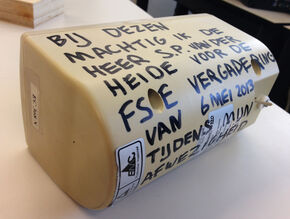 BIJ DEZEN
MACHTIG IK DE
HEER S.P. VAN DER
HEIDE VOOR DE
FSE VERGADERING
VAN 6 MEI 2013
TIJDENS MIJN
AFWEZIGHEID